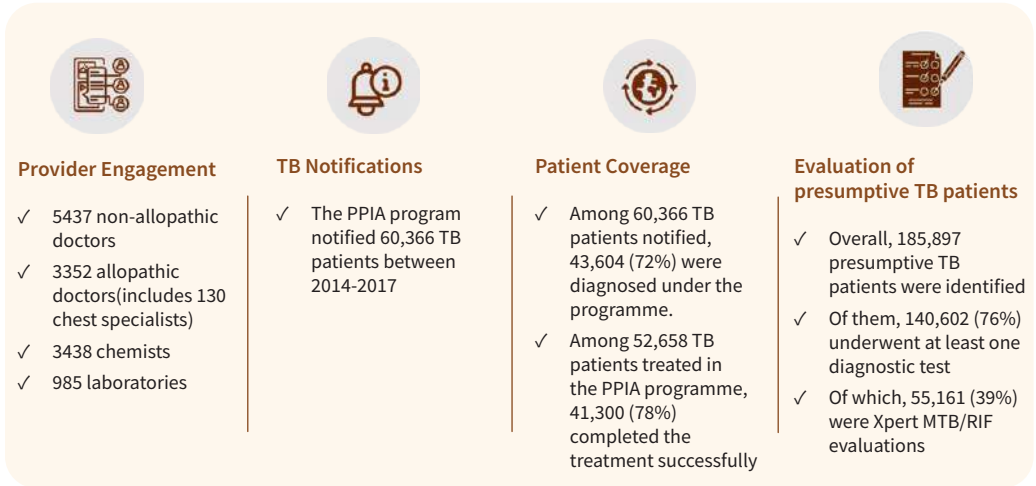 Provider Engagement
✓ 5437 non-allopathic
doctors
✓ 3352 allopathic
doctors(includes 130
chest specialists)
✓ 3438 chemists
✓ 985 laboratories
TB Notifications
✓ The PPIA program
notified 60,366 TB
patients between
2014-2017
Patient Coverage
✓ Among 60,366 TB
patients notified,
43,604 (72%) were
diagnosed under the
programme.
✓ Among 52,658 TB
patients treated in
the PPIA programme,
41,300 (78%)
completed the
treatment successfully
Evaluation of
presumptive TB patients
✓ Overall, 185,897
presumptive TB
patients were identified
✓ Of them, 140,602 (76%)
underwent at least one
diagnostic test
✓ Of which, 55,161 (39%)
were Xpert MTB/RIF
evaluations